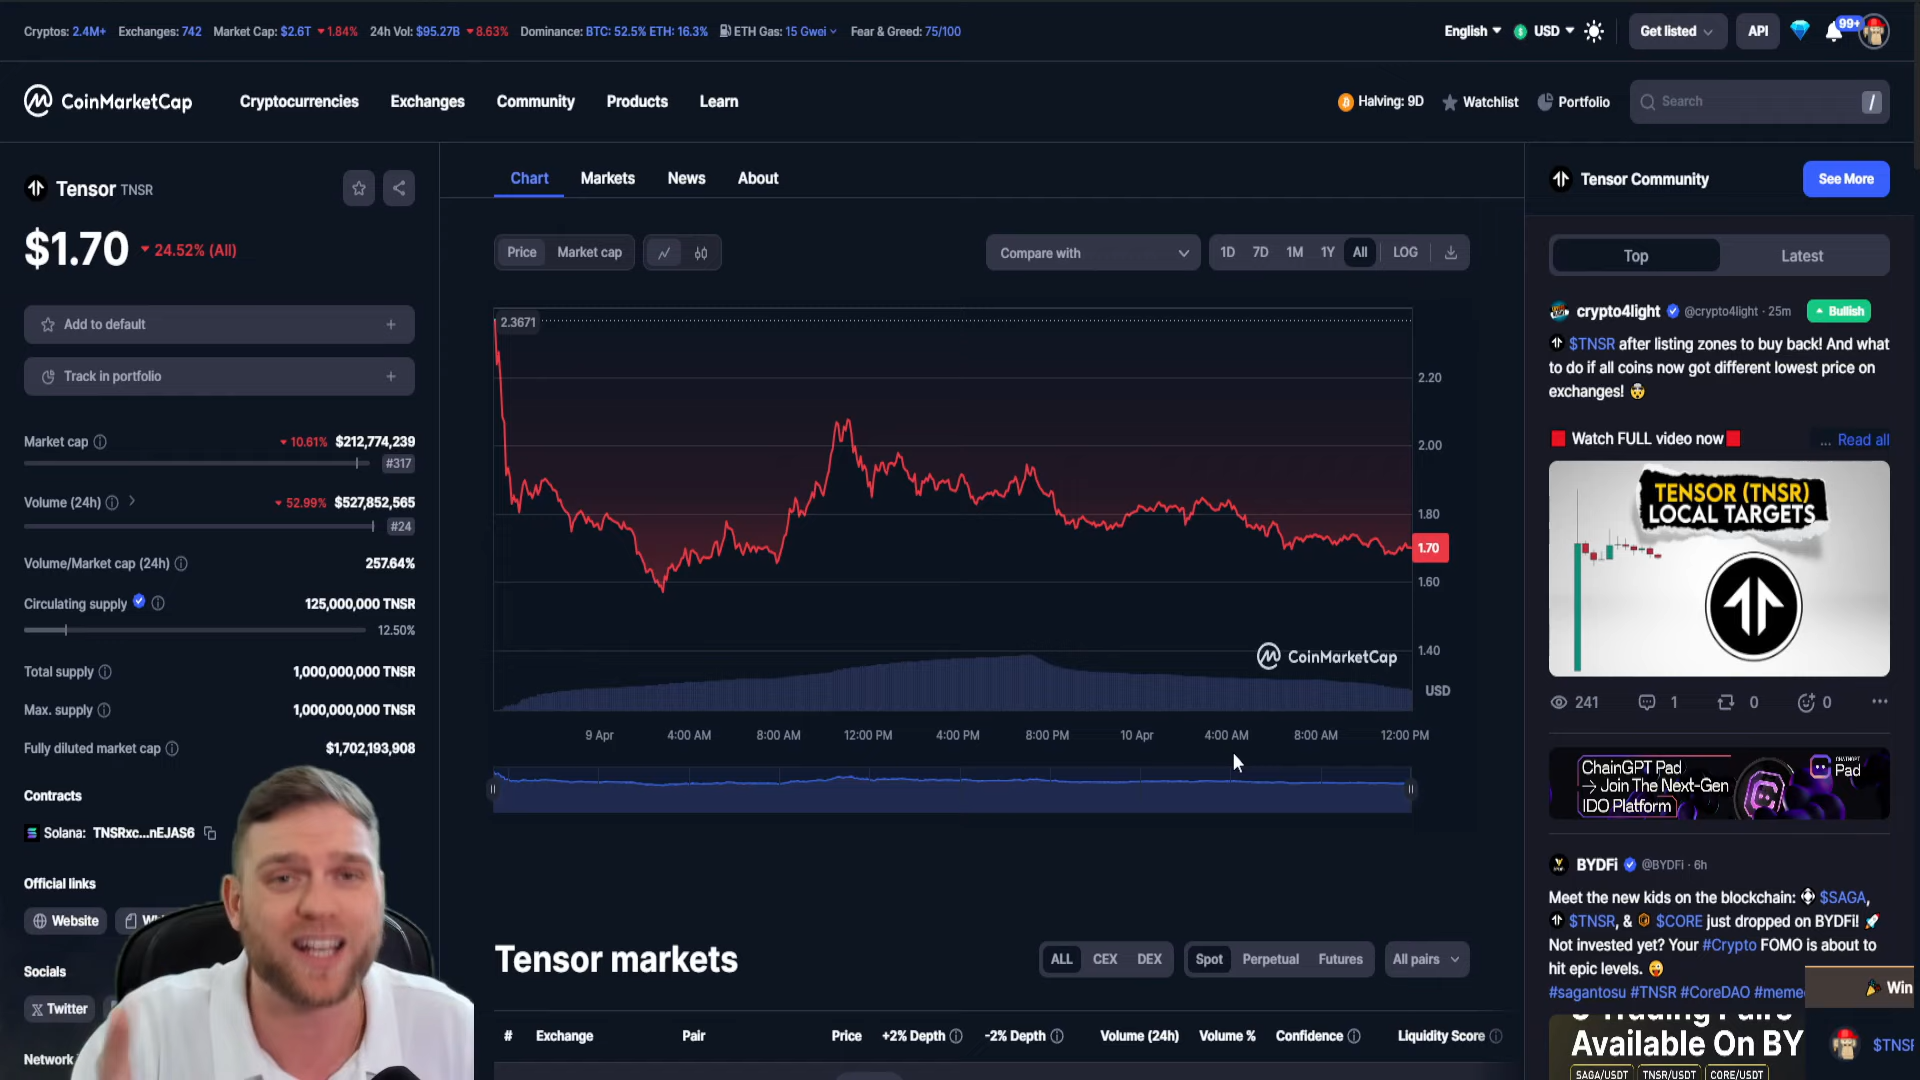 Cryptos: 2.4M+ Exchanges: 742 Market Cap: $2.6T 1.84% 24h Vol: $95.27B 8.63% Dominance: BTC: 52.5% ETH: 16.3% ETH Gas: 15 Gwei Fear & Greed: 75/100
English USD Get listed API 99+
CoinMarketCap Cryptocurrencies Exchanges Community Products Learn
Halving: 9D Watchlist Portfolio Search /
Tensor TNSR
$1.70 24.52% (All)
Add to default +
Track in portfolio +
Market cap 10.61% $212,774,239
#317
Volume (24h) 52.99% $527,852,565
#24
Volume/Market cap (24h) 257.64%
Circulating supply 125,000,000 TNSR
12.50%
Total supply 1,000,000,000 TNSR
Max. supply 1,000,000,000 TNSR
Fully diluted market cap $1,702,193,908
Contracts
Solana: TNSRxc...nEJAS6
Official links
Website
Socials
Twitter
Network
Chart Markets News About
Price Market cap
Compare with 1D 7D 1M 1Y All LOG
2.3671
2.20
2.00
1.80
1.70
1.60
1.40
CoinMarketCap
USD
9 Apr 4:00 AM 8:00 AM 12:00 PM 4:00 PM 8:00 PM 10 Apr 4:00 AM 8:00 AM 12:00 PM
Tensor markets
ALL CEX DEX Spot Perpetual Futures All pairs
# Exchange Pair Price +2% Depth -2% Depth Volume (24h) Volume % Confidence Liquidity Score
Tensor Community See More
Top Latest
crypto4light @crypto4light · 25m Bullish
$TNSR after listing zones to buy back! And what
to do if all coins now got different lowest price on
exchanges!
Watch FULL video now ... Read all
TENSOR (TNSR)
LOCAL TARGETS
241 1 0 0
ChainGPT Pad
→ Join The Next-Gen
IDO Platform
CHAINGPT
Pad
BYDFi @BYDFi · 6h
Meet the new kids on the blockchain: $SAGA,
$TNSR, & $CORE just dropped on BYDFi!
Not invested yet? Your #Crypto FOMO is about to
hit epic levels.
#sagantosu #TNSR #CoreDAO #meme
Win
Trading Pairs
Available On BY
$TNSR
SAGA/USDT TNSR/USDT CORE/USDT